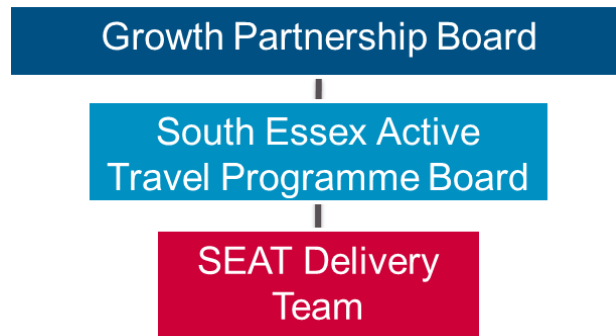 Growth Partnership Board
South Essex Active
Travel Programme Board
SEAT Delivery
Team